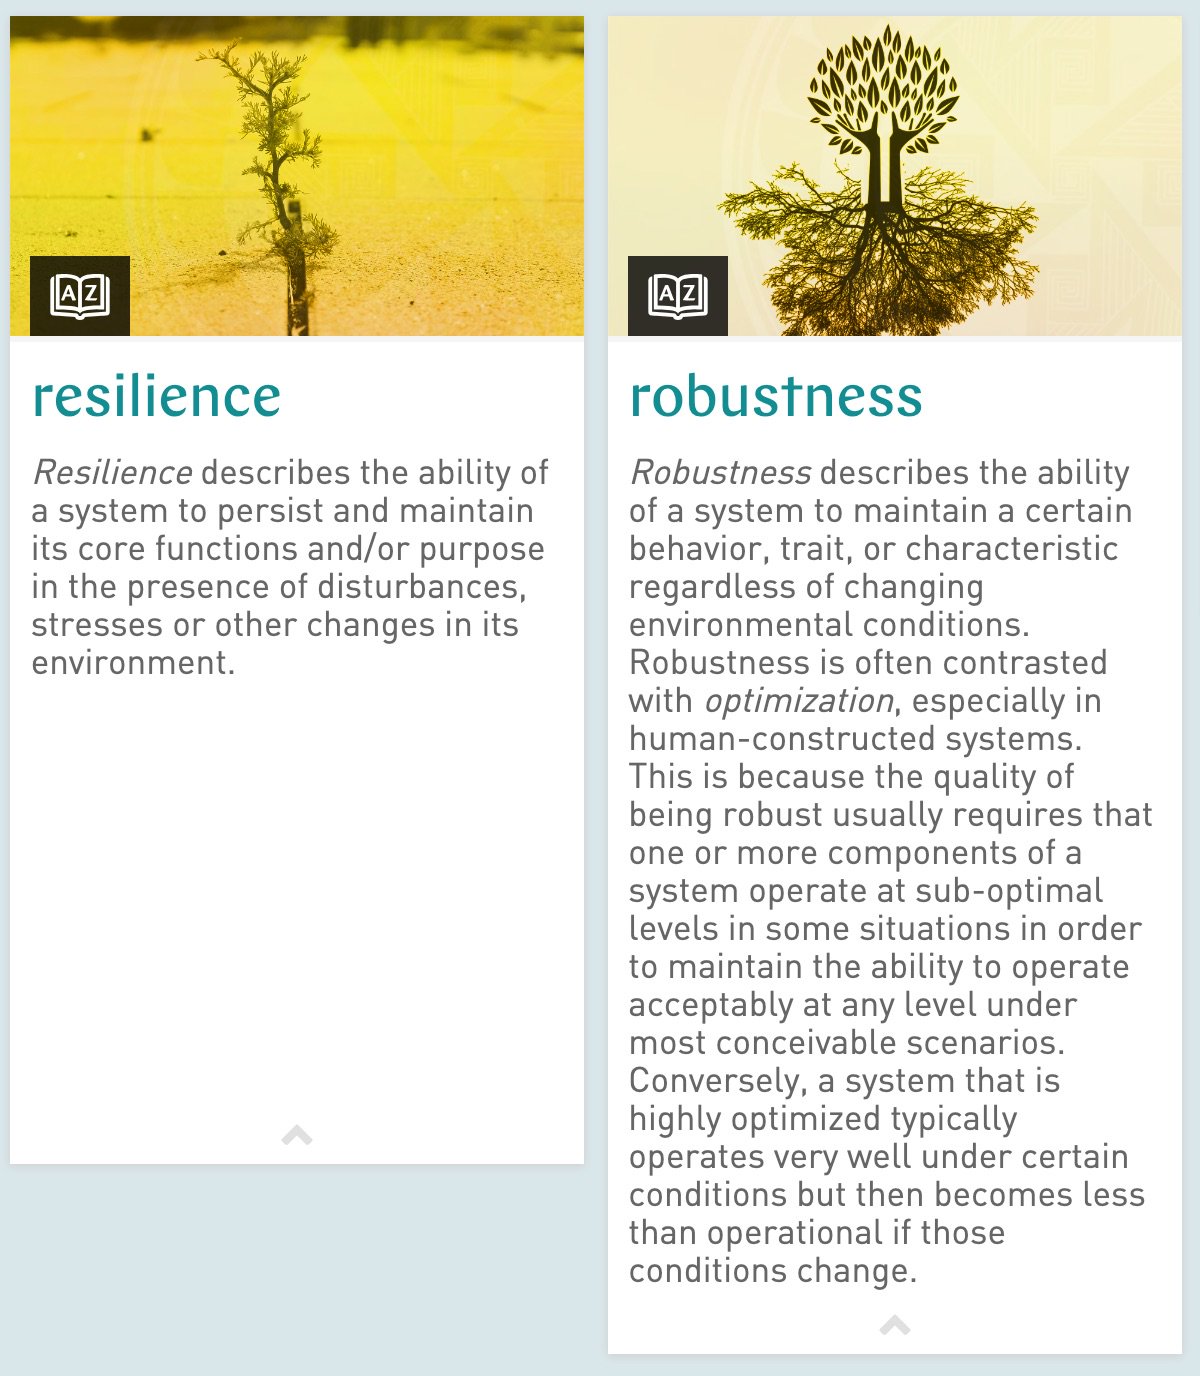 AZ
resilience
Resilience describes the ability of
a system to persist and maintain
its core functions and/or purpose
in the presence of disturbances,
stresses or other changes in its
environment.
AZ
robustness
Robustness describes the ability
of a system to maintain a certain
behavior, trait, or characteristic
regardless of changing
environmental conditions.
Robustness is often contrasted
with optimization, especially in
human-constructed systems.
This is because the quality of
being robust usually requires that
one or more components of a
system operate at sub-optimal
levels in some situations in order
to maintain the ability to operate
acceptably at any level under
most conceivable scenarios.
Conversely, a system that is
highly optimized typically
operates very well under certain
conditions but then becomes less
than operational if those
conditions change.